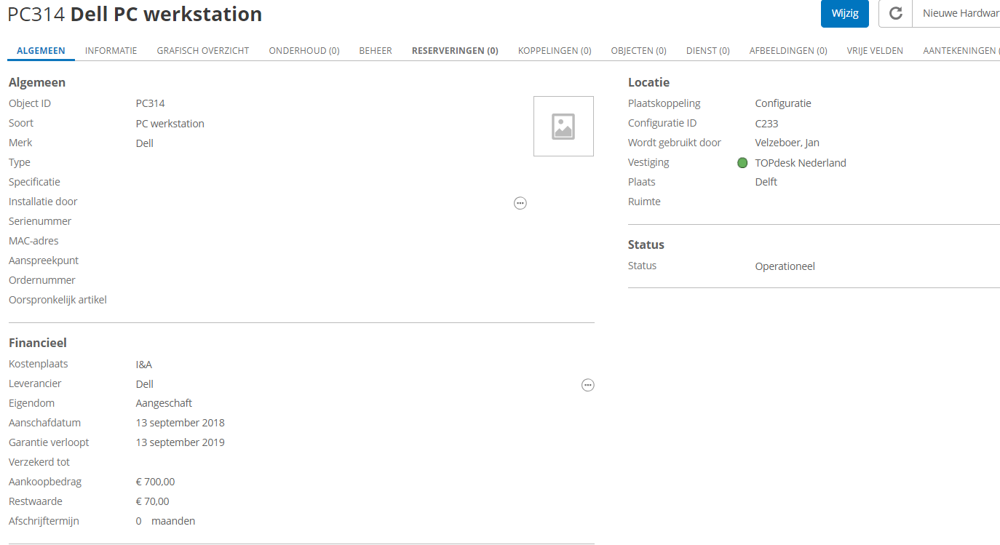 PC314 Dell PC werkstation
Wijzig
Nieuwe Hardwar
ALGEMEEN INFORMATIE GRAFISCH OVERZICHT ONDERHOUD (0) BEHEER RESERVERINGEN (0) KOPPELINGEN (0) OBJECTEN (0) DIENST (0) AFBEELDINGEN (0) VRIJE VELDEN AANTEKENINGEN (
Algemeen
Object ID PC314
Soort PC werkstation
Merk Dell
Type
Specificatie
Installatie door
Serienummer
MAC-adres
Aanspreekpunt
Ordernummer
Oorspronkelijk artikel
Financieel
Kostenplaats I&A
Leverancier Dell
Eigendom Aangeschaft
Aanschafdatum 13 september 2018
Garantie verloopt 13 september 2019
Verzekerd tot
Aankoopbedrag € 700,00
Restwaarde € 70,00
Afschrijftermijn 0 maanden
Locatie
Plaatskoppeling Configuratie
Configuratie ID C233
Wordt gebruikt door Velzeboer, Jan
Vestiging TOPdesk Nederland
Plaats Delft
Ruimte
Status
Status Operationeel